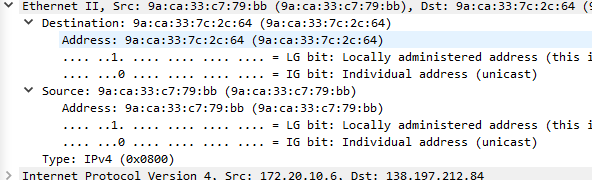 Ethernet II, Src: 9a:ca:33:c7:79:bb (9a:ca:33:c7:79:bb), Dst: 9a:ca:33:7c:2c:64 (9
Destination: 9a:ca:33:7c:2c:64 (9a:ca:33:7c:2c:64)
Address: 9a:ca:33:7c:2c:64 (9a:ca:33:7c:2c:64)
.... ..1. .... .... .... .... = LG bit: Locally administered address (this i
.... ...0 .... .... .... .... = IG bit: Individual address (unicast)
Source: 9a:ca:33:c7:79:bb (9a:ca:33:c7:79:bb)
Address: 9a:ca:33:c7:79:bb (9a:ca:33:c7:79:bb)
.... ..1. .... .... .... .... = LG bit: Locally administered address (this i
.... ...0 .... .... .... .... = IG bit: Individual address (unicast)
Type: IPv4 (0x0800)
Internet Protocol Version 4, Src: 172.20.10.6, Dst: 138.197.212.84